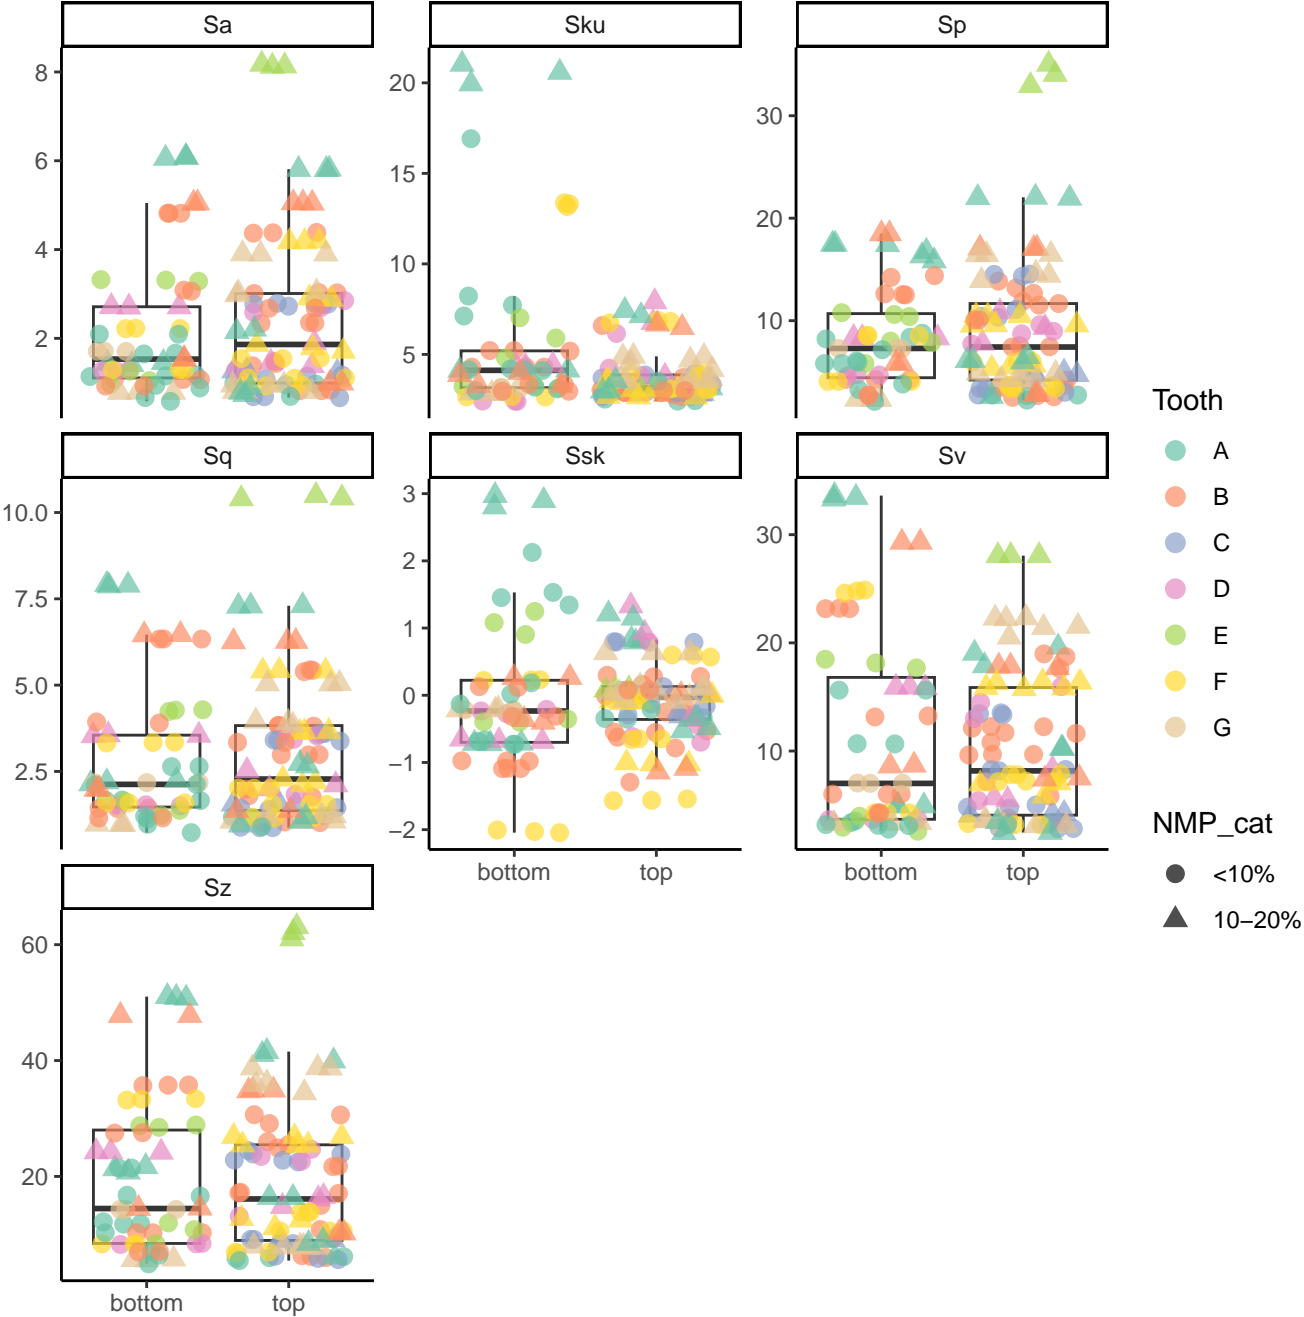 Sa
Sku
Sp
8
6
4
2
20
15
10
5
30
20
10
Sq
Ssk
Sv
10.0
7.5
5.0
2.5
3
2
1
0
−1
−2
30
20
10
bottom
top
bottom
top
Sz
60
40
20
bottom
top
Tooth
A
B
C
D
E
F
G
NMP_cat
<10%
10−20%